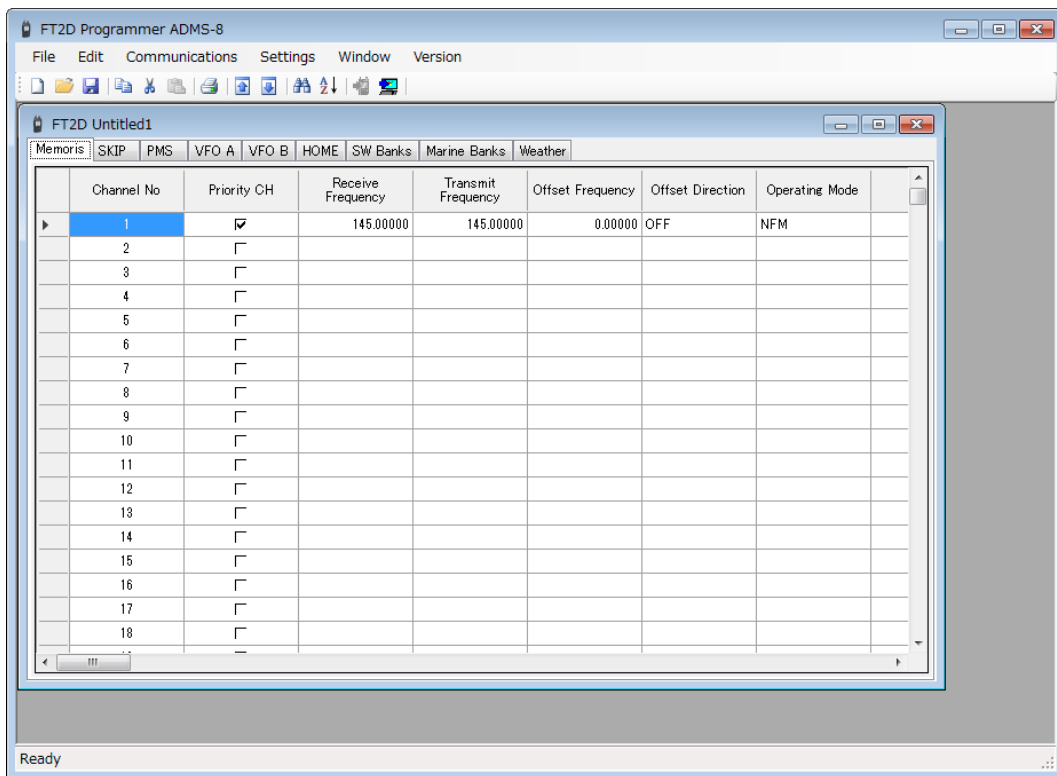 FT2D Programmer ADMS-8
File Edit Communications Settings Window Version
FT2D Untitled1
Memoris SKIP PMS VFO A VFO B HOME SW Banks Marine Banks Weather
Channel No Priority CH Receive Frequency Transmit Frequency Offset Frequency Offset Direction Operating Mode
1 145.00000 145.00000 0.00000 OFF NFM
2
3
4
5
6
7
8
9
10
11
12
13
14
15
16
17
18
Ready